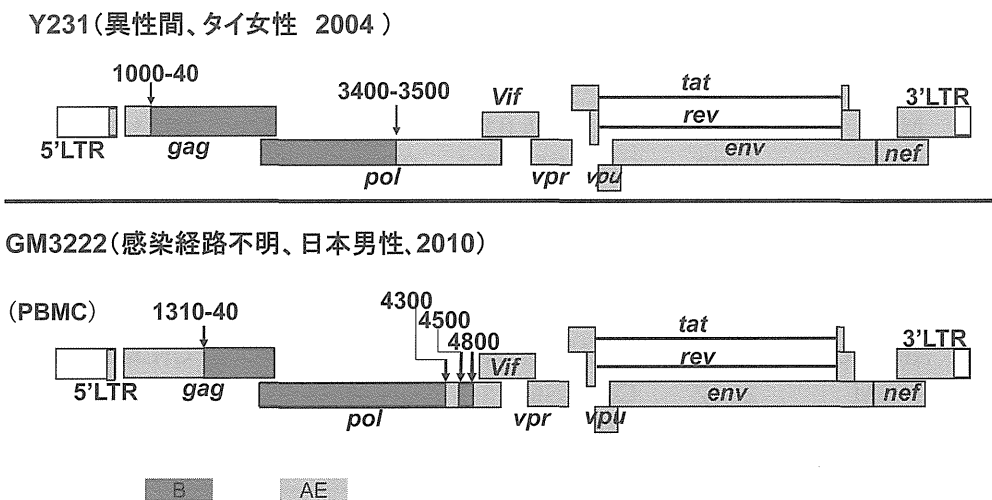 Y231(異性間、タイ女性 2004 )
1000-40
3400-3500
Vif
tat
3'LTR
rev
5'LTR
gag
env
nef
pol
vpr
vpu
GM3222(感染経路不明、日本男性、2010)
(PBMC)
1310-40
4300
4500
4800
tat
3'LTR
Vif
rev
5'LTR
gag
env
nef
pol
vpr
vpu
B
AE